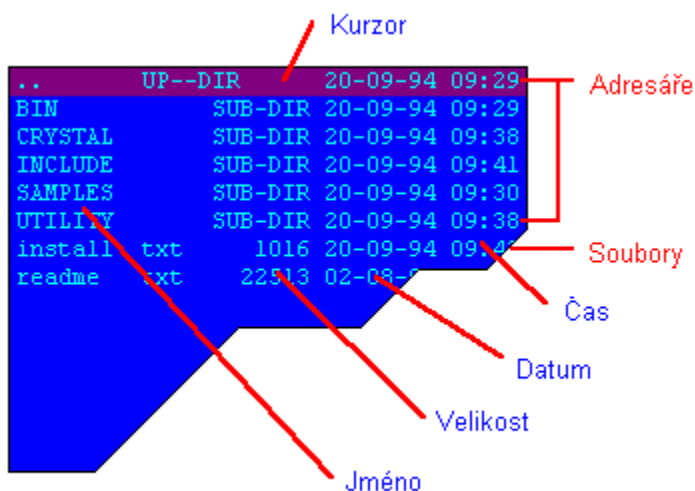 Kurzor
.. UP--DIR 20-09-94 09:29
BIN SUB-DIR 20-09-94 09:29
CRYSTAL SUB-DIR 20-09-94 09:38
INCLUDE SUB-DIR 20-09-94 09:41
SAMPLES SUB-DIR 20-09-94 09:30
UTILITY SUB-DIR 20-09-94 09:38
install txt 1016 20-09-94
readme txt 22513
Adresáře
Soubory
Čas
Datum
Velikost
Jméno